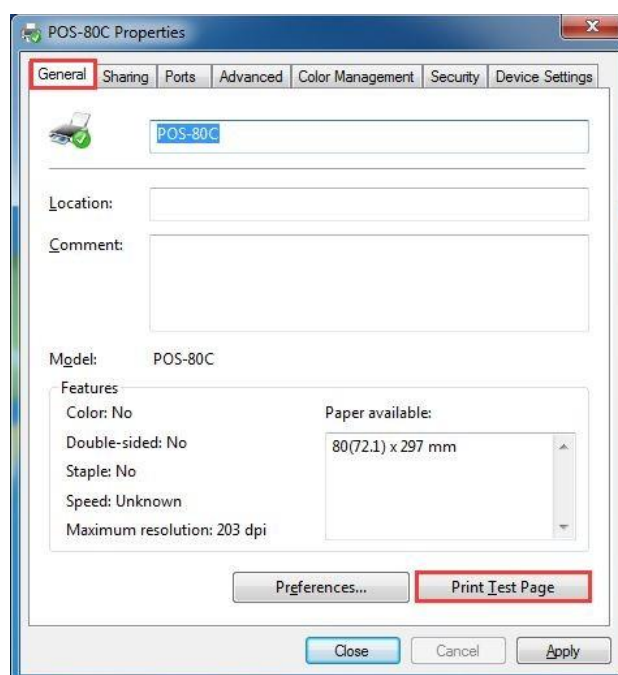 POS-80C Properties
General Sharing Ports Advanced Color Management Security Device Settings
POS-80C
Location:
Comment:
Model: POS-80C
Features
Color: No
Paper available:
Double-sided: No
80(72.1) x 297 mm
Staple: No
Speed: Unknown
Maximum resolution: 203 dpi
Preferences... Print Test Page
Close Cancel Apply